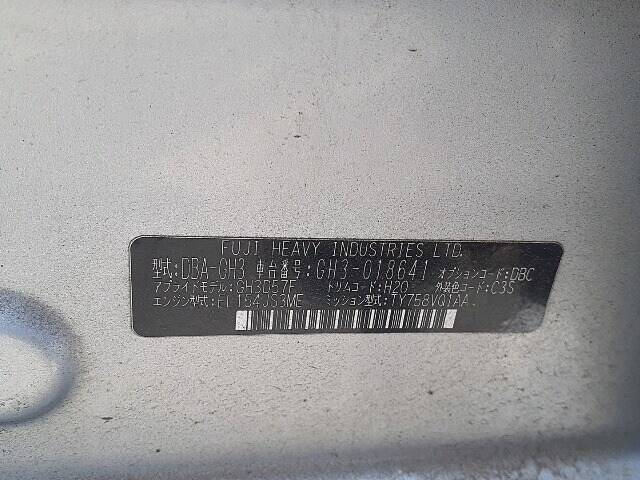 FUJI HEAVY INDUSTRIES LTD.
型式:DBA-GH3 車台番号:GH3-018641 オプションコード:DBC
アプライドモデル:GH3D57F トリムコード:H20 外装色コード:C3S
エンジン型式:EL154JS3ME ミッション型式:TY758VQ1AA